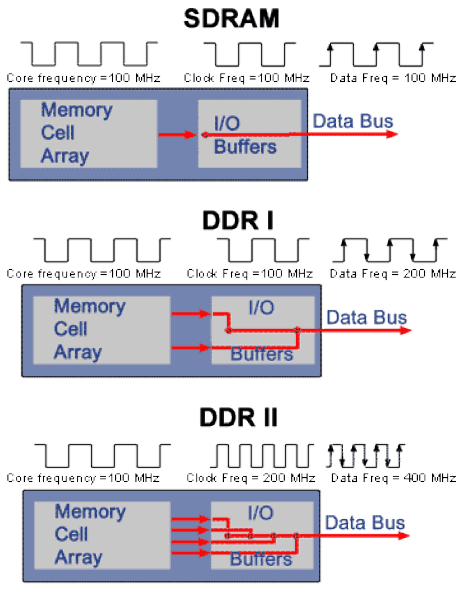 SDRAM
Core frequency =100 MHz Clock Freq =100 MHz Data Freq = 100 MHz
Memory
Cell
Array
I/O
Buffers
Data Bus
DDR I
Core frequency =100 MHz Clock Freq =100 MHz Data Freq = 200 MHz
Memory
Cell
Array
I/O
Buffers
Data Bus
DDR II
Core frequency =100 MHz Clock Freq = 200 MHz Data Freq = 400 MHz
Memory
Cell
Array
I/O
Buffers
Data Bus